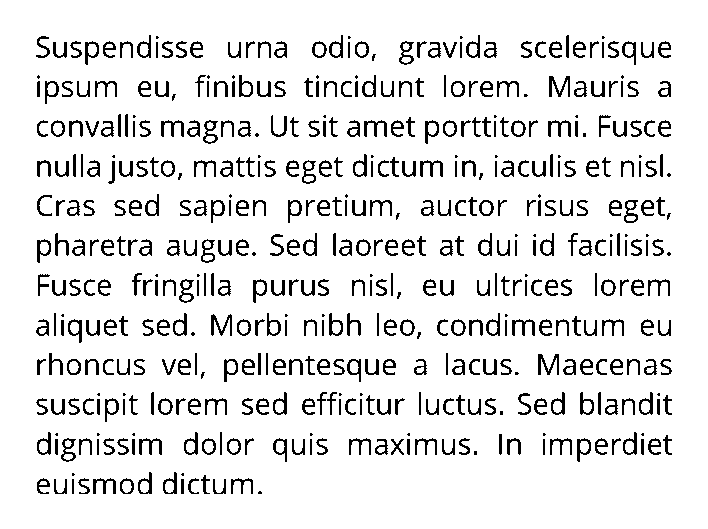 Suspendisse urna odio, gravida scelerisque
ipsum eu, finibus tincidunt lorem. Mauris a
convallis magna. Ut sit amet porttitor mi. Fusce
nulla justo, mattis eget dictum in, iaculis et nisl.
Cras sed sapien pretium, auctor risus eget,
pharetra augue. Sed laoreet at dui id facilisis.
Fusce fringilla purus nisl, eu ultrices lorem
aliquet sed. Morbi nibh leo, condimentum eu
rhoncus vel, pellentesque a lacus. Maecenas
suscipit lorem sed efficitur luctus. Sed blandit
dignissim dolor quis maximus. In imperdiet
euismod dictum.